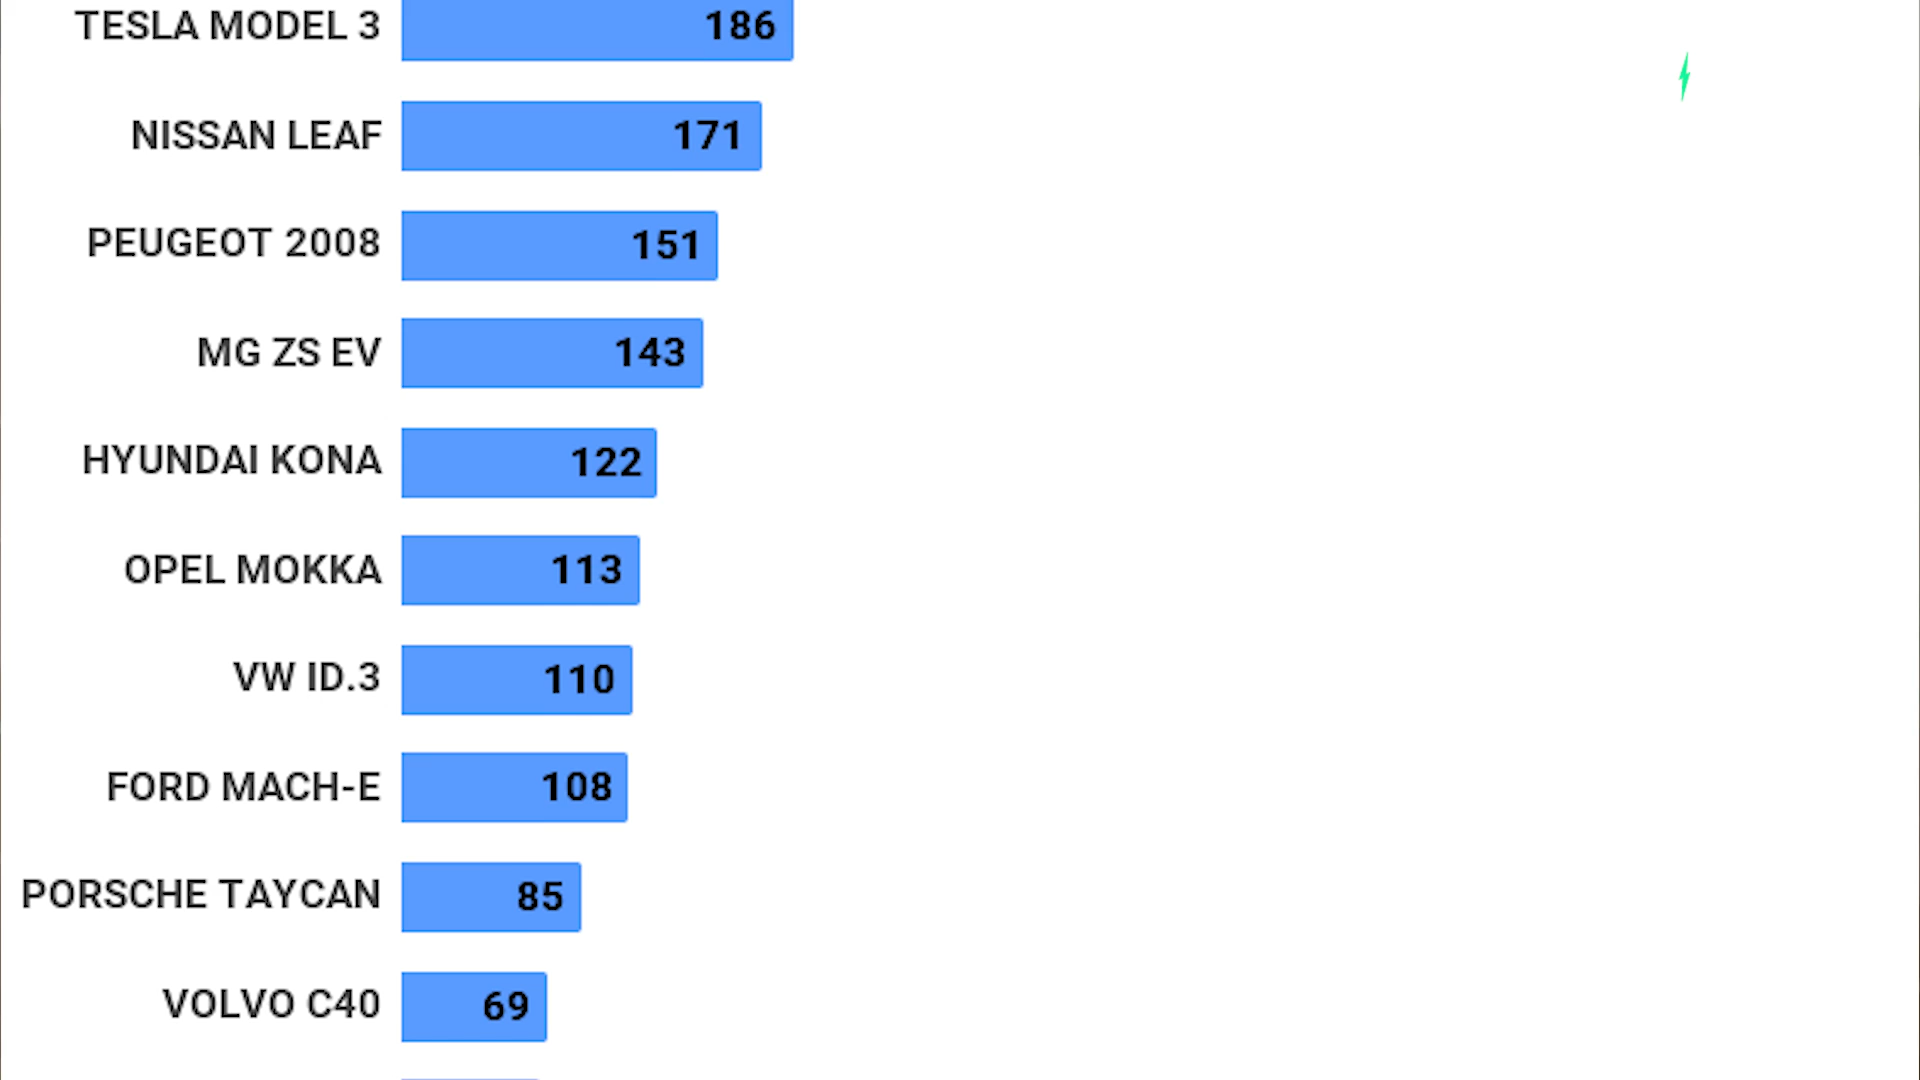 TESLA MODEL 3 186
NISSAN LEAF 171
PEUGEOT 2008 151
MG ZS EV 143
HYUNDAI KONA 122
OPEL MOKKA 113
VW ID.3 110
FORD MACH-E 108
PORSCHE TAYCAN 85
VOLVO C40 69